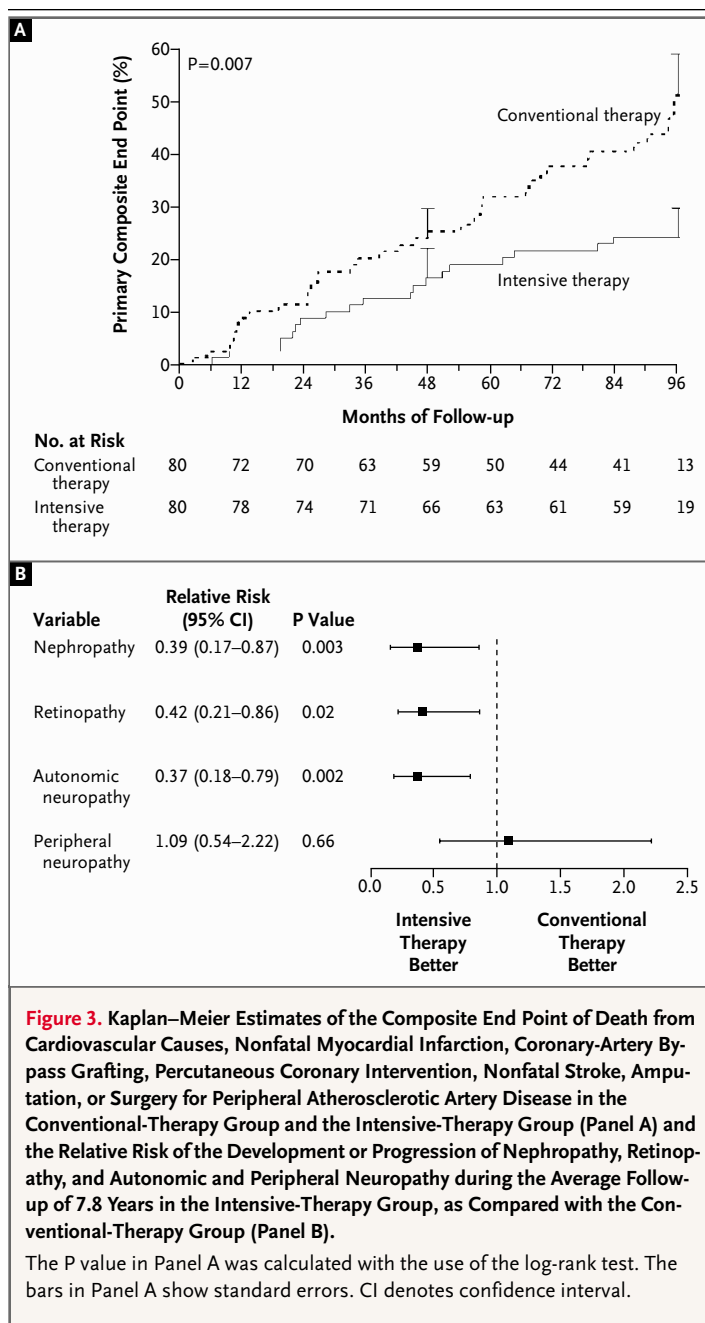 A
Primary Composite End Point (%)
60
50
40
30
20
10
0
P=0.007
Conventional therapy
Intensive therapy
0 12 24 36 48 60 72 84 96
Months of Follow-up
No. at Risk
Conventional therapy 80 72 70 63 59 50 44 41 13
Intensive therapy 80 78 74 71 66 63 61 59 19
B
Variable Relative Risk (95% CI) P Value
Nephropathy 0.39 (0.17–0.87) 0.003
Retinopathy 0.42 (0.21–0.86) 0.02
Autonomic neuropathy 0.37 (0.18–0.79) 0.002
Peripheral neuropathy 1.09 (0.54–2.22) 0.66
0.0 0.5 1.0 1.5 2.0 2.5
Intensive Therapy Better
Conventional Therapy Better
Figure 3. Kaplan–Meier Estimates of the Composite End Point of Death from
Cardiovascular Causes, Nonfatal Myocardial Infarction, Coronary-Artery By-
pass Grafting, Percutaneous Coronary Intervention, Nonfatal Stroke, Ampu-
tation, or Surgery for Peripheral Atherosclerotic Artery Disease in the
Conventional-Therapy Group and the Intensive-Therapy Group (Panel A) and
the Relative Risk of the Development or Progression of Nephropathy, Retinop-
athy, and Autonomic and Peripheral Neuropathy during the Average Follow-
up of 7.8 Years in the Intensive-Therapy Group, as Compared with the Con-
ventional-Therapy Group (Panel B).
The P value in Panel A was calculated with the use of the log-rank test. The
bars in Panel A show standard errors. CI denotes confidence interval.